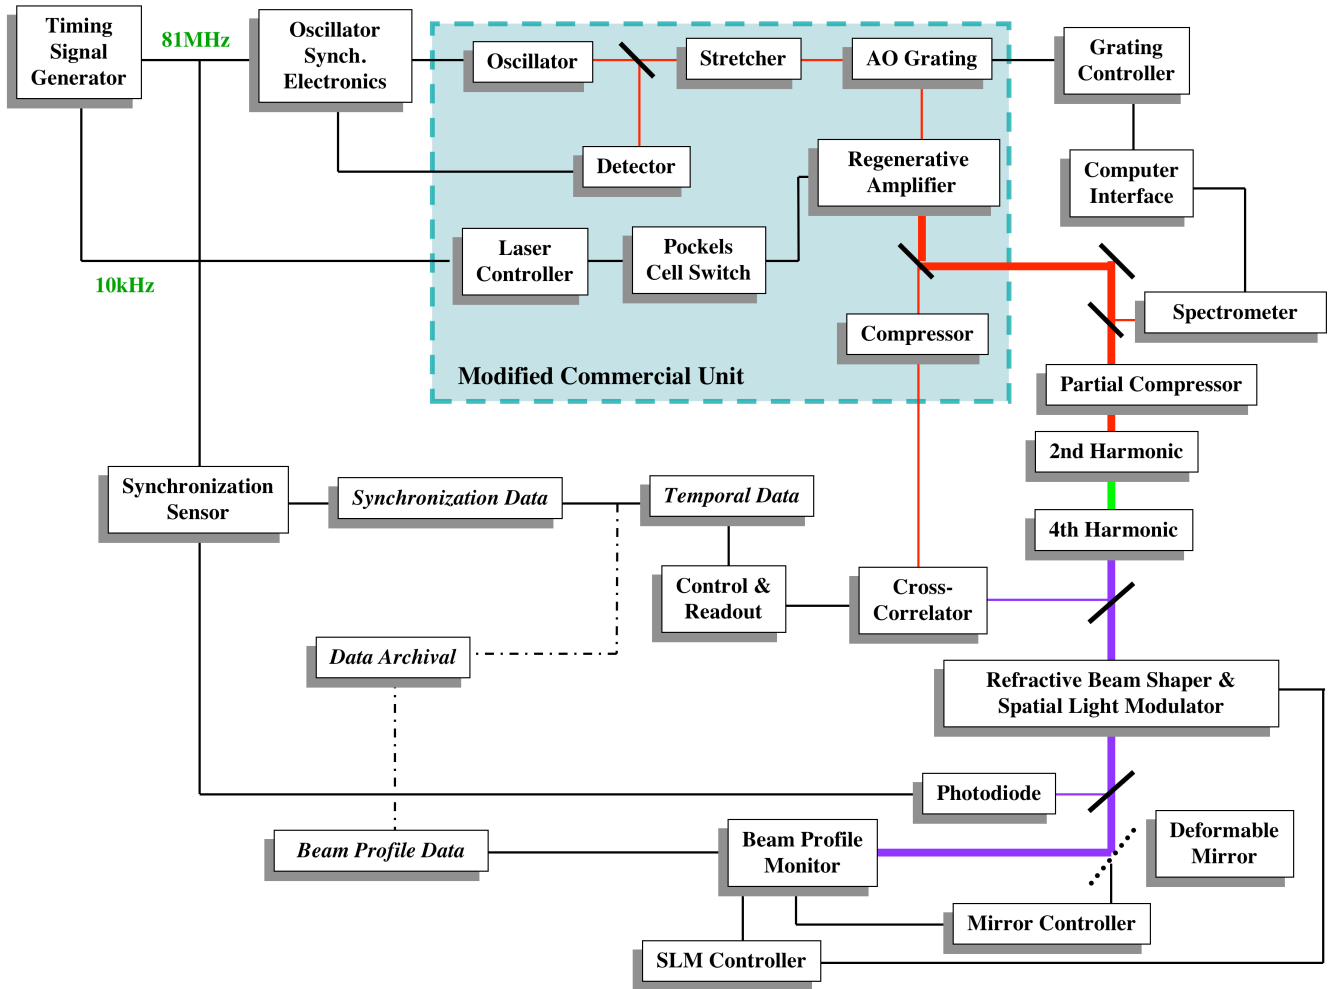 Timing
Signal
Generator
81MHz
Oscillator
Synch.
Electronics
Oscillator
Stretcher
AO Grating
Grating
Controller
Detector
Regenerative
Amplifier
Computer
Interface
Laser
Controller
Pockels
Cell Switch
10kHz
Compressor
Spectrometer
Modified Commercial Unit
Partial Compressor
2nd Harmonic
Synchronization
Sensor
Synchronization Data
Temporal Data
4th Harmonic
Control &
Readout
Cross-
Correlator
Data Archival
Refractive Beam Shaper &
Spatial Light Modulator
Photodiode
Deformable
Mirror
Beam Profile Data
Beam Profile
Monitor
Mirror Controller
SLM Controller